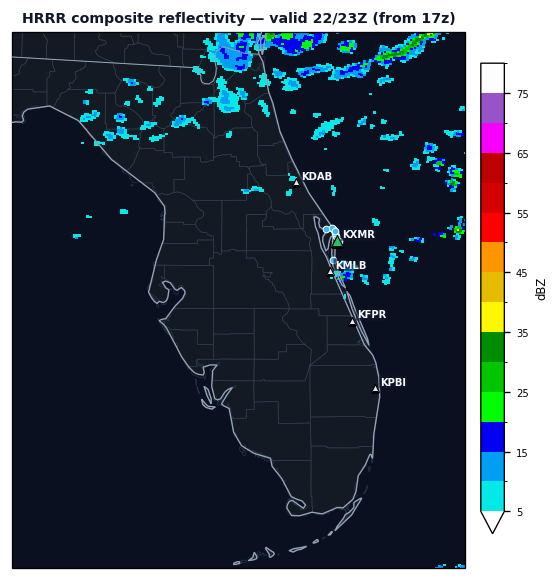 HRRR composite reflectivity — valid 22/23Z (from 17z)
KDAB
KXMR
KMLB
KFPR
KPBI
75
65
55
45
35
25
15
5
dBZ